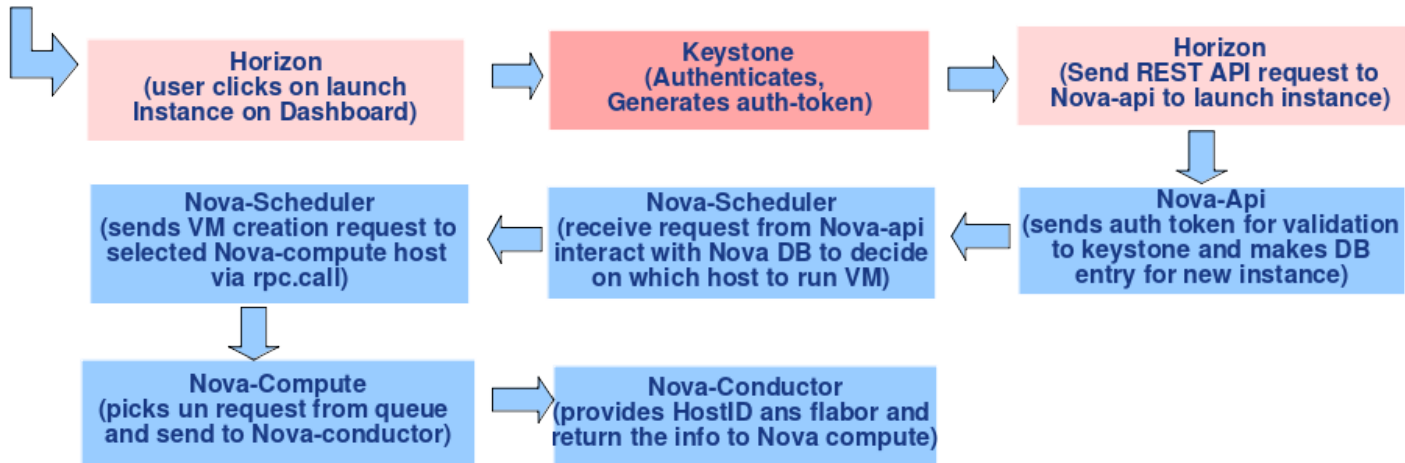 Horizon
(user clicks on launch
Instance on Dashboard)
Keystone
(Authenticates,
Generates auth-token)
Horizon
(Send REST API request to
Nova-api to launch instance)
Nova-Api
(sends auth token for validation
to keystone and makes DB
entry for new instance)
Nova-Scheduler
(receive request from Nova-api
interact with Nova DB to decide
on which host to run VM)
Nova-Scheduler
(sends VM creation request to
selected Nova-compute host
via rpc.call)
Nova-Compute
(picks un request from queue
and send to Nova-conductor)
Nova-Conductor
(provides HostID ans flabor and
return the info to Nova compute)